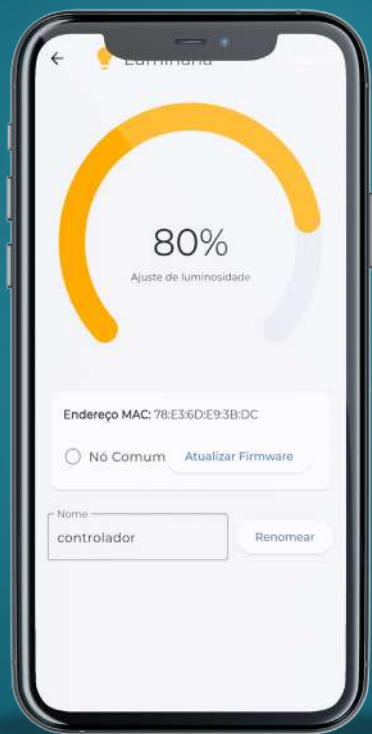 Luminária
80%
Ajuste de luminosidade
Endereço MAC: 78:E3:6D:E9:3B:DC
Nó Comum Atualizar Firmware
Nome
controlador Renomear